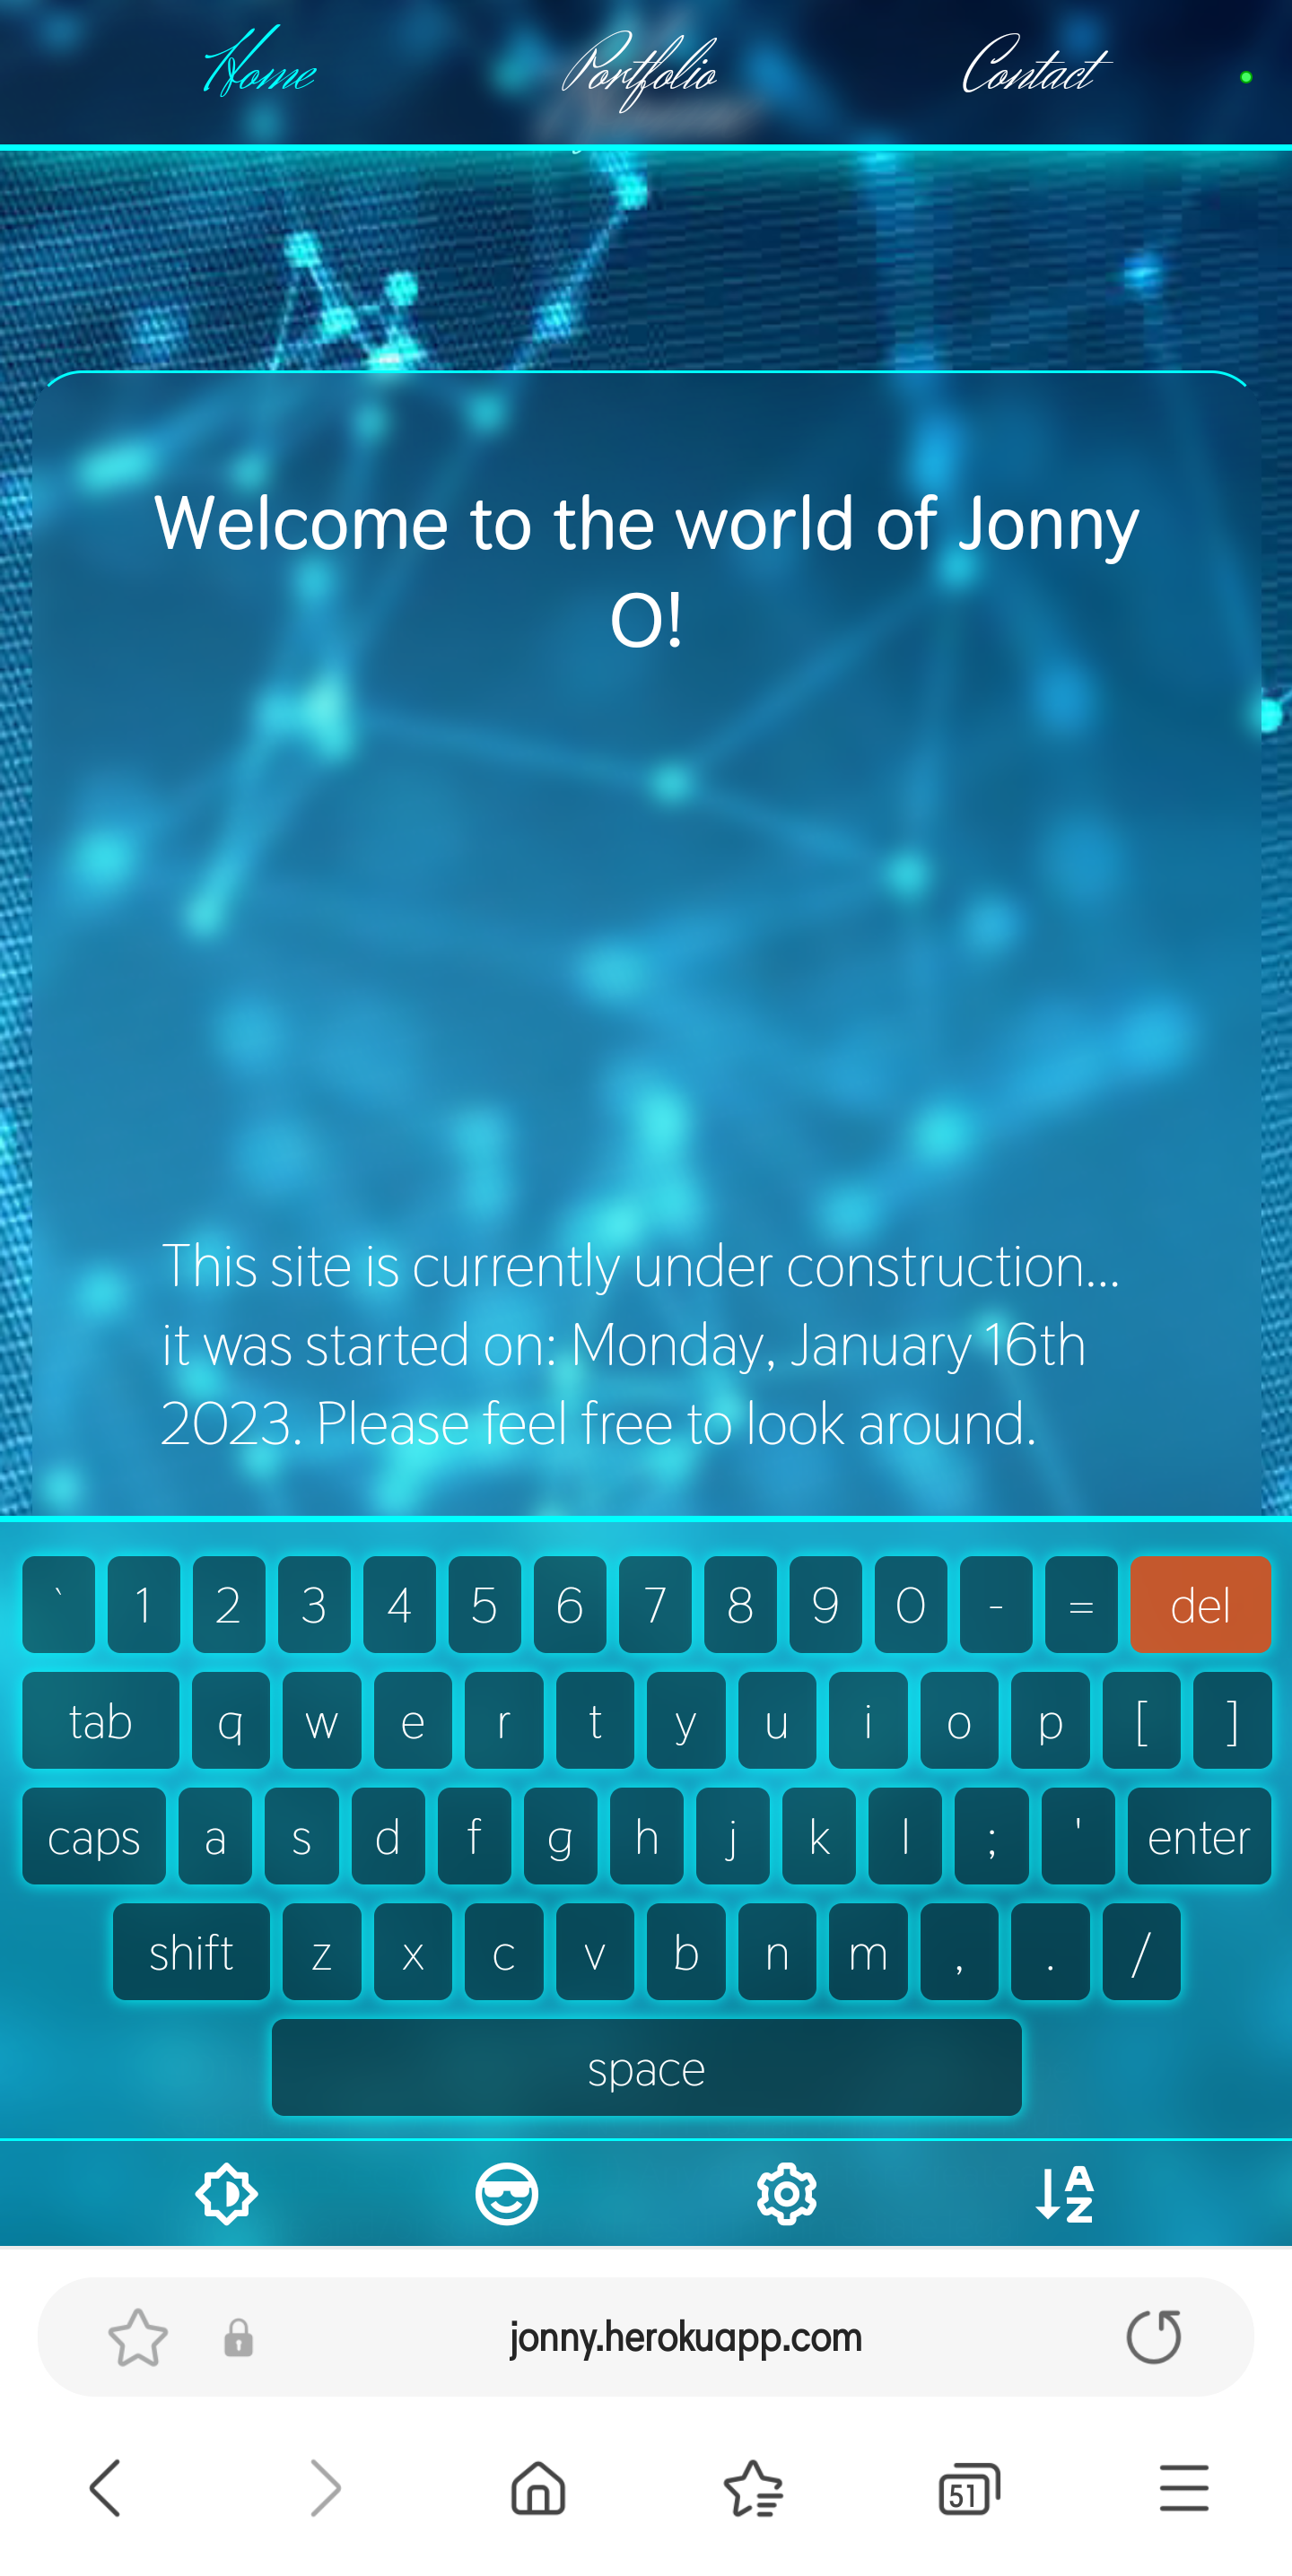 Home Portfolio Contact
Welcome to the world of Jonny
O!
This site is currently under construction...
it was started on: Monday, January 16th
2023. Please feel free to look around.
` 1 2 3 4 5 6 7 8 9 0 - = del
tab q w e r t y u i o p [ ]
caps a s d f g h j k l ; ' enter
shift z x c v b n m , . /
space
A
Z
jonny.herokuapp.com
51